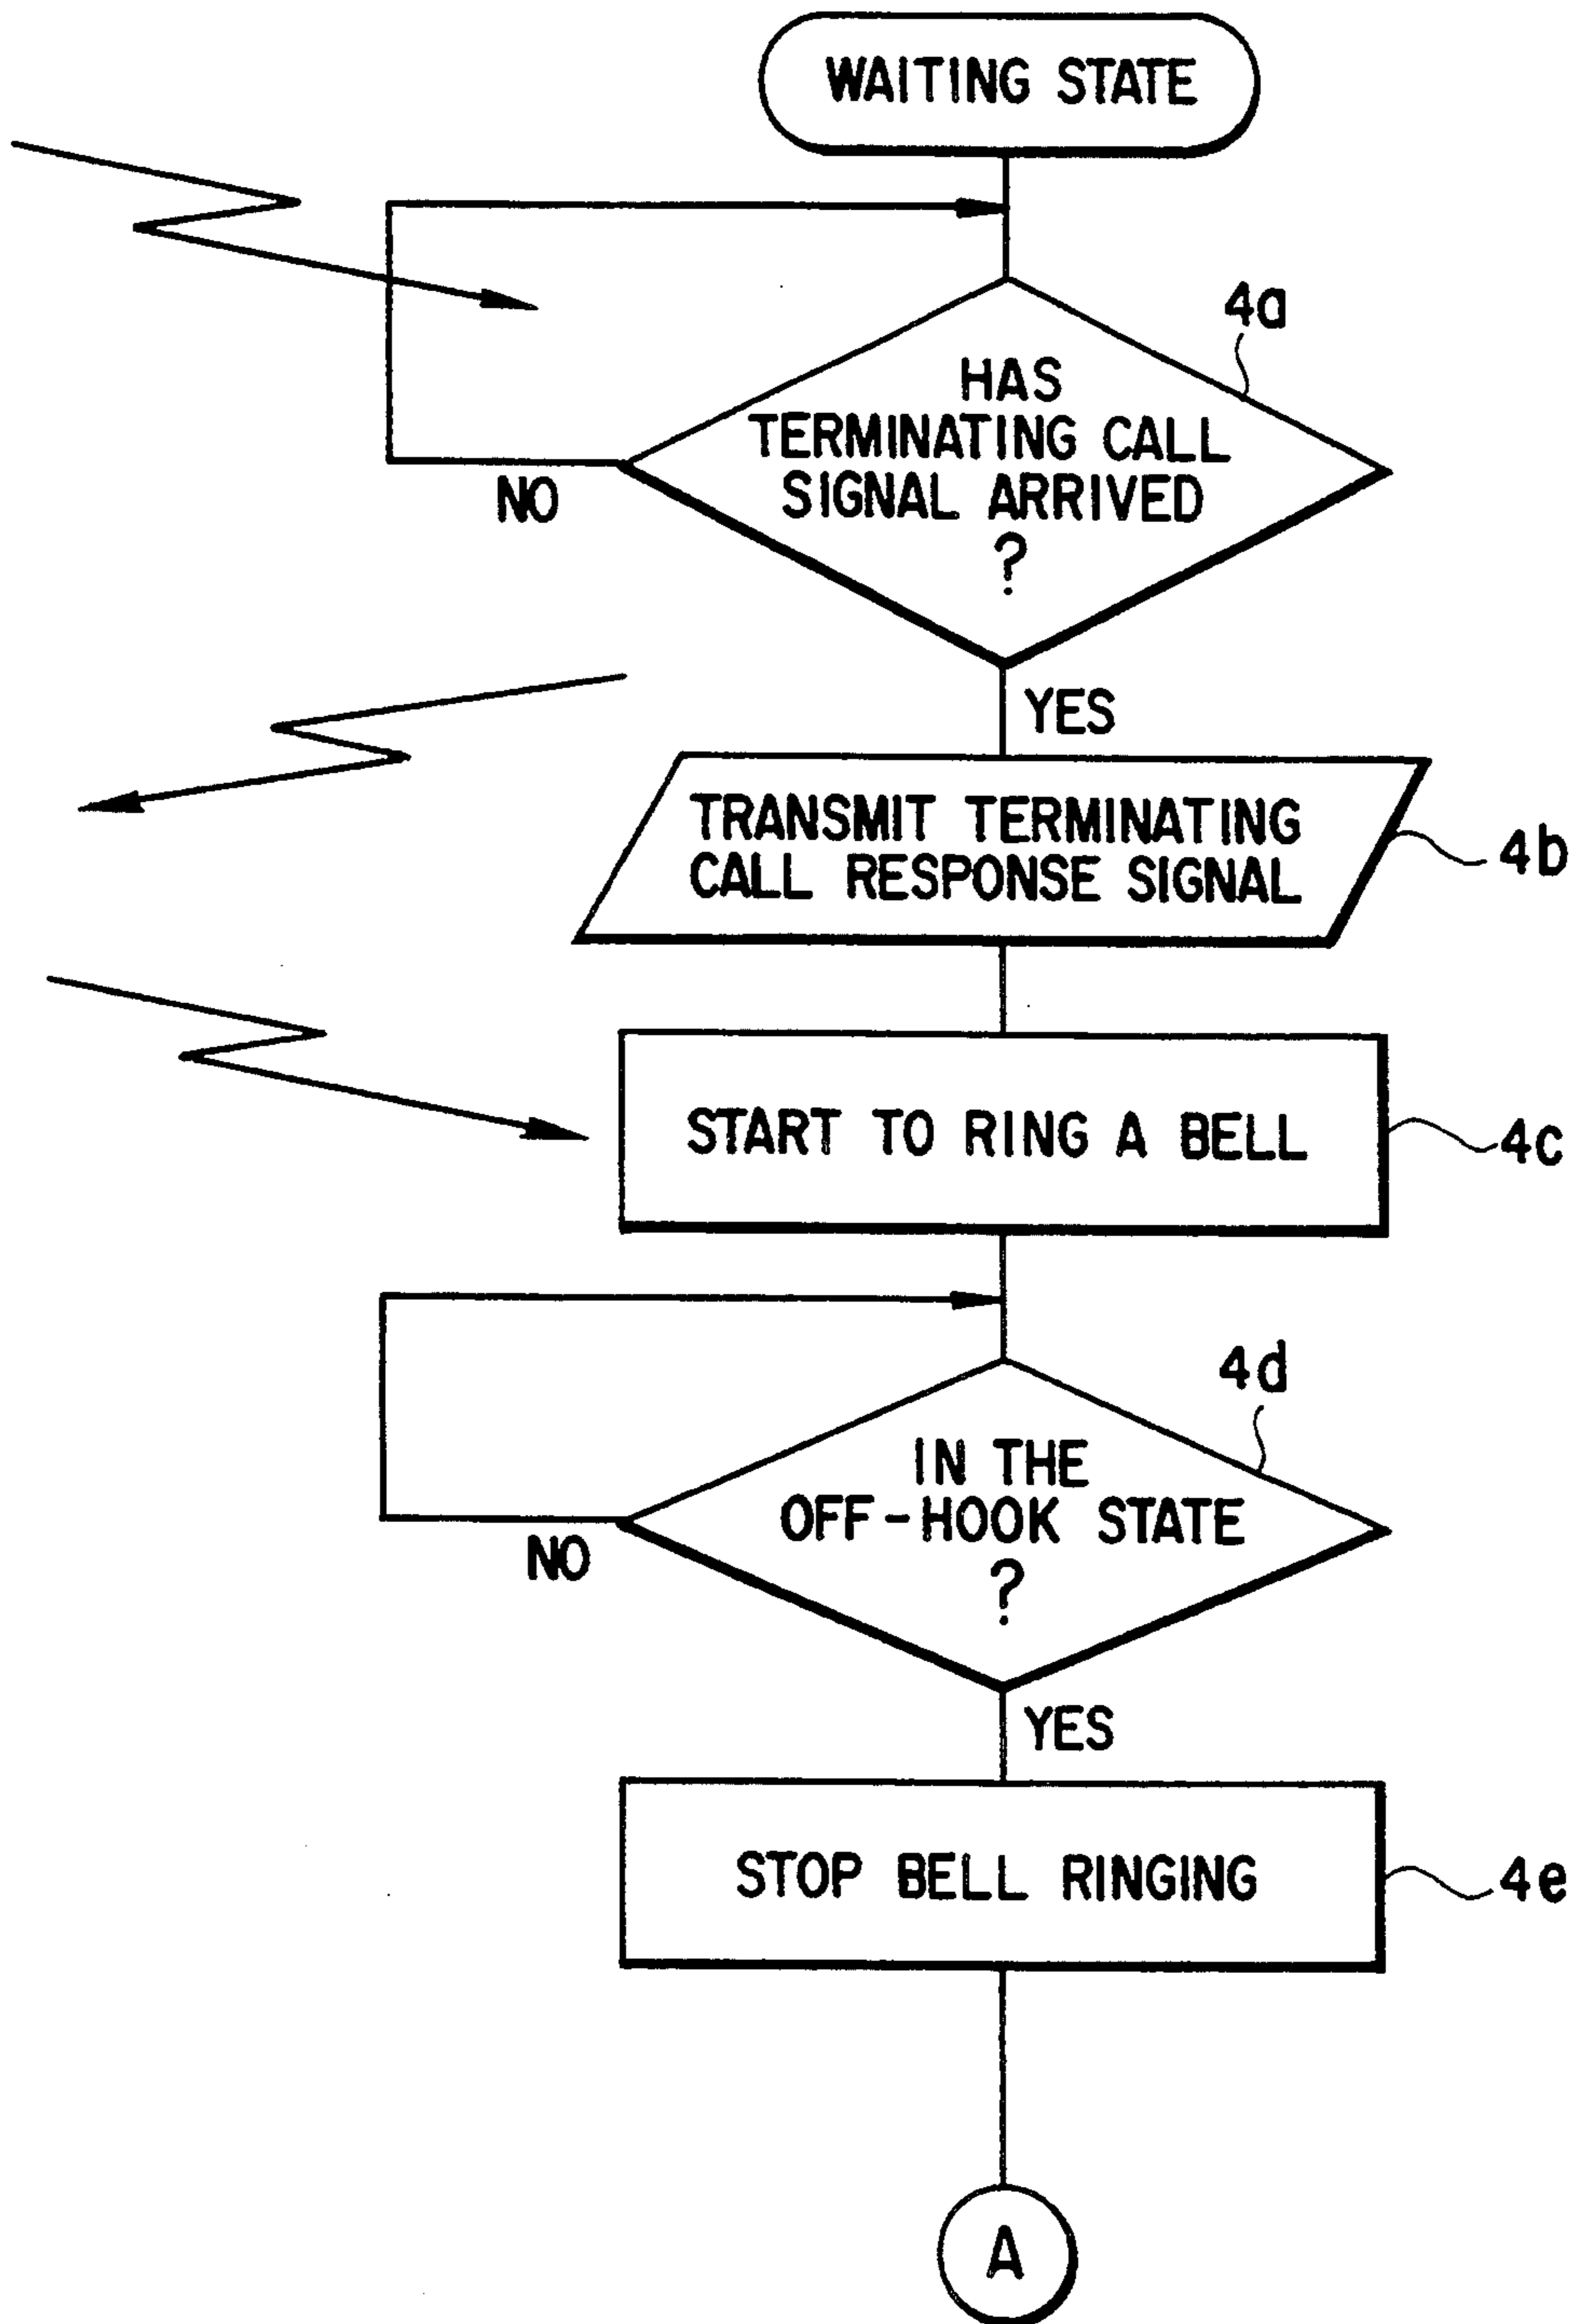 WAITING STATE
4a
HAS
TERMINATING CALL
SIGNAL ARRIVED
?
NO
YES
TRANSMIT TERMINATING
CALL RESPONSE SIGNAL
4b
START TO RING A BELL
4c
4d
IN THE
OFF-HOOK STATE
?
NO
YES
STOP BELL RINGING
4e
A